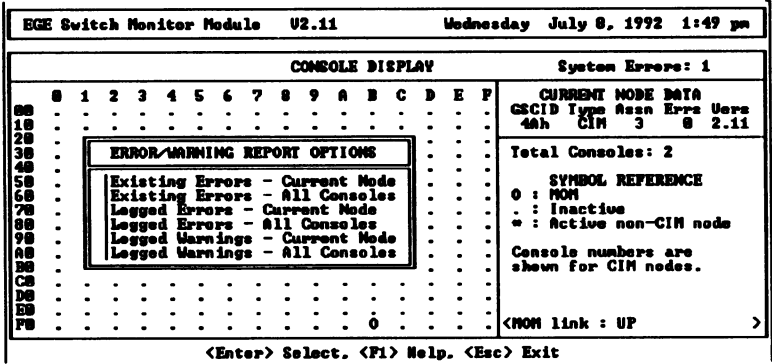 EGE Switch Monitor Module V2.11 Wednesday July 8, 1992 1:49 pm
CONSOLE DISPLAY System Errors: 1
0 1 2 3 4 5 6 7 8 9 A B C D E F
CURRENT NODE DATA
GSCID Type Assn Errs Vers
4Ah CIM 3 0 2.11
00 . . . . . . . . . . . . . . . .
10 . . . . . . . . . . . . . . . .
20 . . . .
30 . . . .
40 . . . .
50 . . . .
60 . . . .
70 . . . .
80 . . . .
90 . . . .
A0 . . . .
B0 . . . .
C0 . . . . . . . . . . . . . . . .
D0 . . . . . . . . . . . . . . . .
E0 . . . . . . . . . . . . . . . .
F0 . . . . . . . . . . . O . . . .
ERROR/WARNING REPORT OPTIONS
Existing Errors - Current Node
Existing Errors - All Consoles
Logged Errors - Current Node
Logged Errors - All Consoles
Logged Warnings - Current Node
Logged Warnings - All Consoles
Total Consoles: 2
SYMBOL REFERENCE
O : MOM
. : Inactive
* : Active non-CIM node
Console numbers are
shown for CIM nodes.
<MOM link : UP >
<Enter> Select, <F1> Help, <Esc> Exit